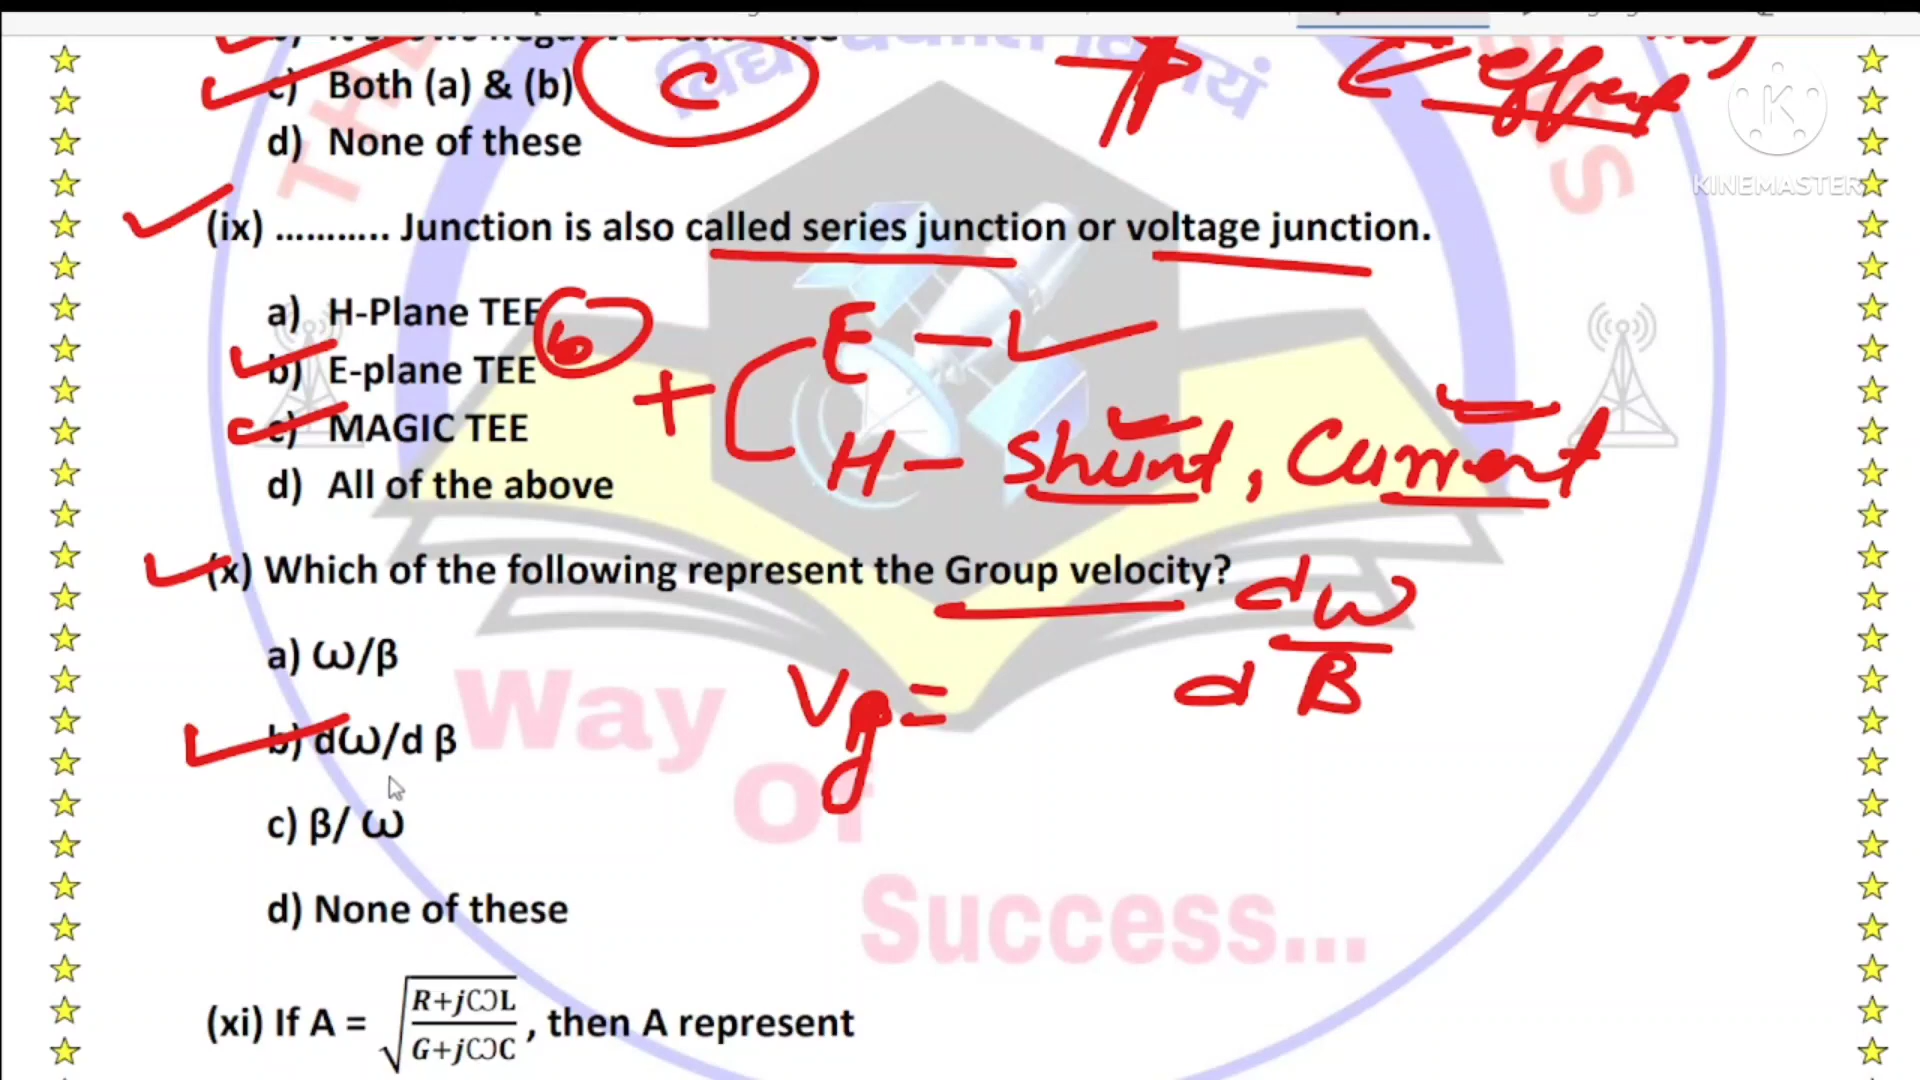 c) Both (a) & (b)
C
effect
d) None of these
KINEMASTER
(ix) ........... Junction is also called series junction or voltage junction.
a) H-Plane TEE
b
E —
b) E-plane TEE
+
c) MAGIC TEE
H — Shunt, Current
d) All of the above
(x) Which of the following represent the Group velocity?
a) ω/β
Vg = dω/dB
b) dω/d β
Way
Of
c) β/ ω
d) None of these
Success...
(xi) If A = √((R+jωL)/(G+jωC)) , then A represent